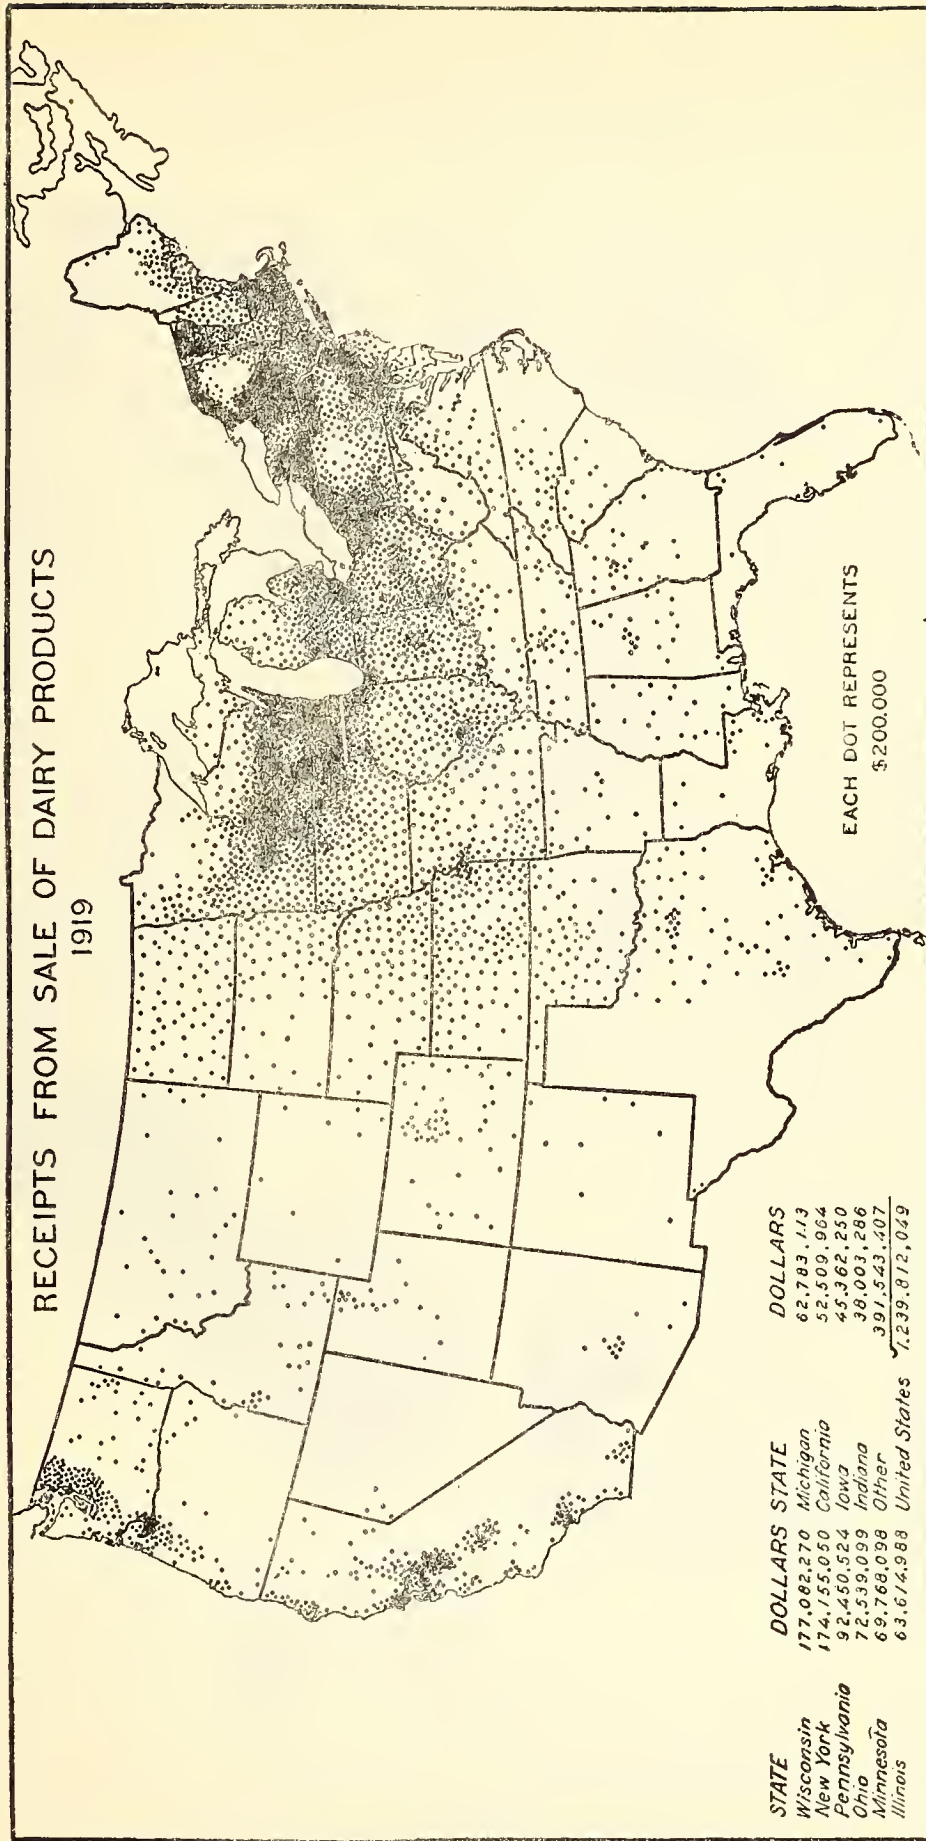 RECEIPTS FROM SALE OF DAIRY PRODUCTS
1919
EACH DOT REPRESENTS
$200,000
STATE DOLLARS STATE DOLLARS
Wisconsin 177,082,270 Michigan 62,783,113
New York 174,155,050 California 52,509,964
Pennsylvania 92,450,524 Iowa 45,362,250
Ohio 72,539,099 Indiana 38,003,286
Minnesota 69,768,098 Other 391,543,407
Illinois 63,614,988 United States 1,239,812,049